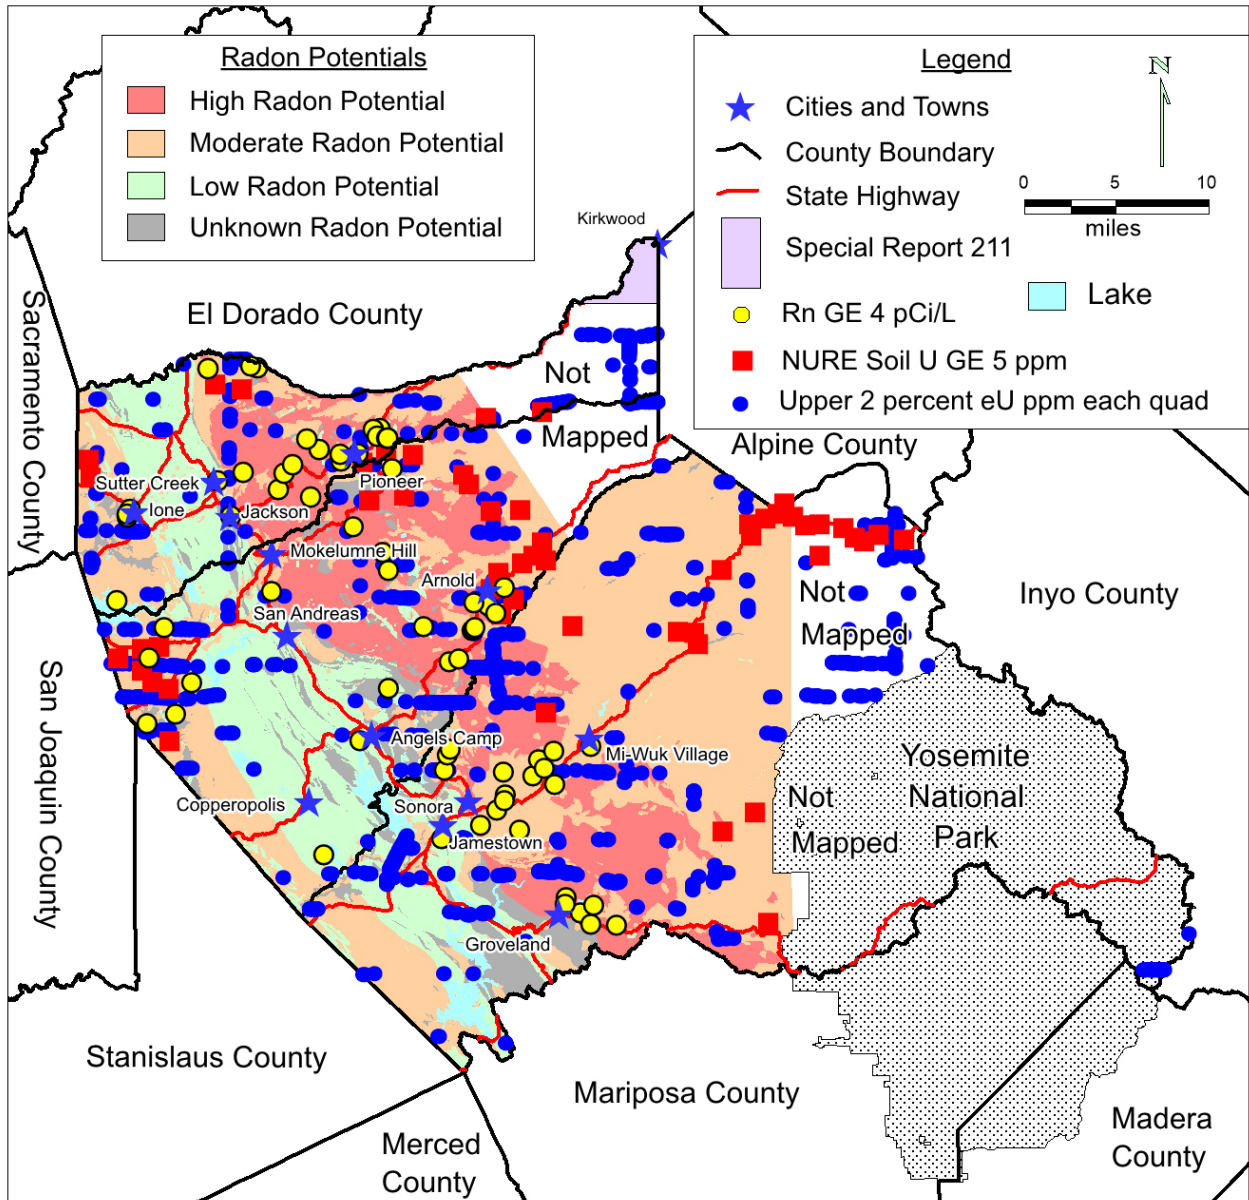 Radon Potentials
High Radon Potential
Moderate Radon Potential
Low Radon Potential
Unknown Radon Potential
Legend
N
Cities and Towns
County Boundary
State Highway
0 5 10
miles
Special Report 211
Lake
Rn GE 4 pCi/L
NURE Soil U GE 5 ppm
Upper 2 percent eU ppm each quad
Kirkwood
Sacramento County
El Dorado County
Not
Mapped
Alpine County
Pioneer
Sutter Creek
Ione
Jackson
Mokelumne Hill
Arnold
San Andreas
Not
Mapped
Inyo County
San Joaquin County
Angels Camp
Mi-Wuk Village
Copperopolis
Sonora
Jamestown
Yosemite
National
Park
Not
Mapped
Groveland
Stanislaus County
Mariposa County
Merced
County
Madera
County